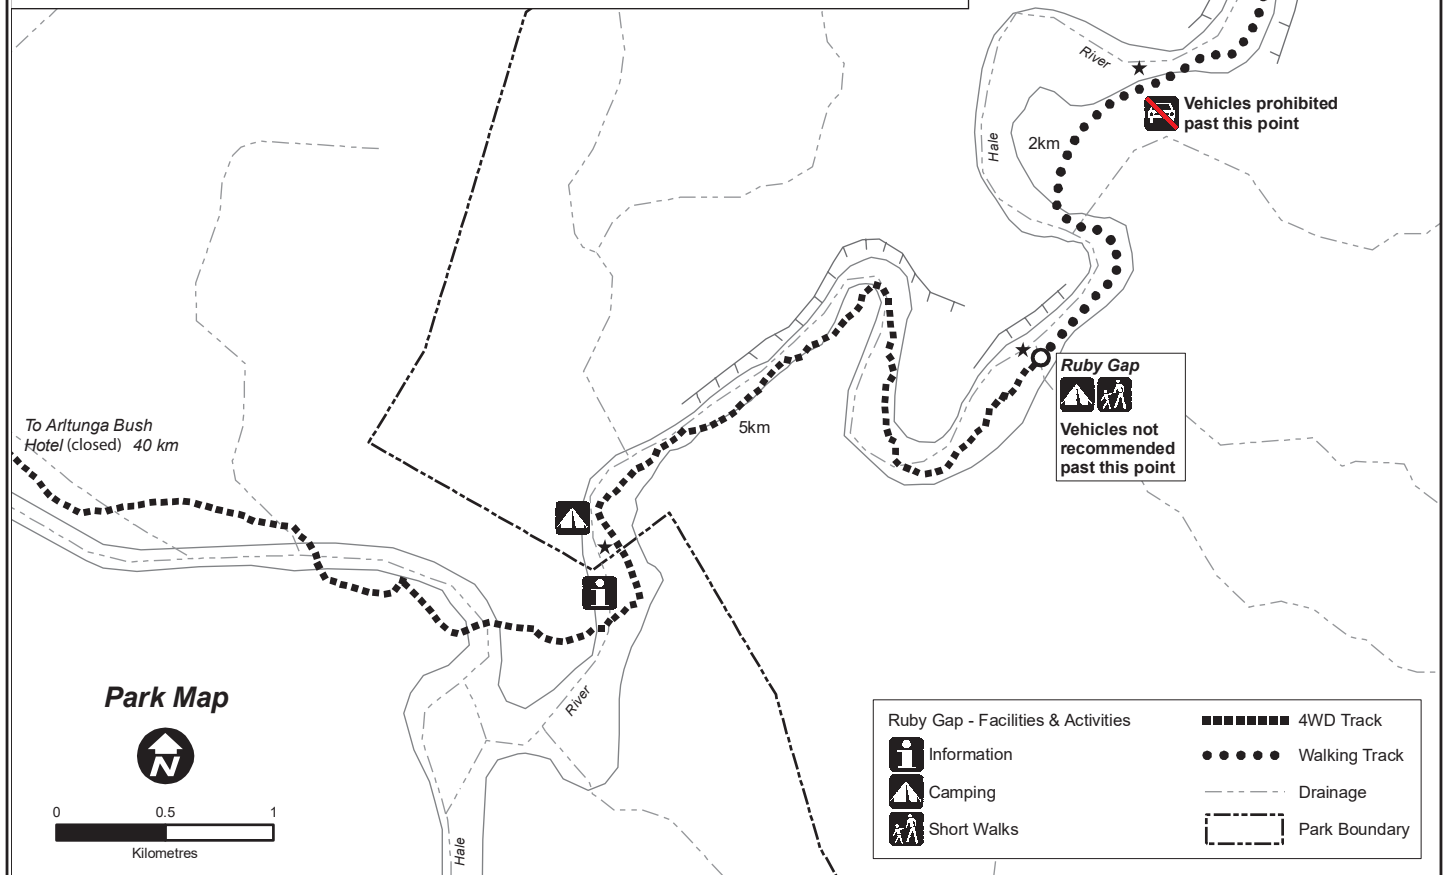 River
Vehicles prohibited
past this point
Hale
2km
Ruby Gap
Vehicles not
recommended
past this point
5km
To Arltunga Bush
Hotel (closed) 40 km
River
Hale
Park Map
N
0 0.5 1
Kilometres
Ruby Gap - Facilities & Activities
Information
Camping
Short Walks
4WD Track
Walking Track
Drainage
Park Boundary